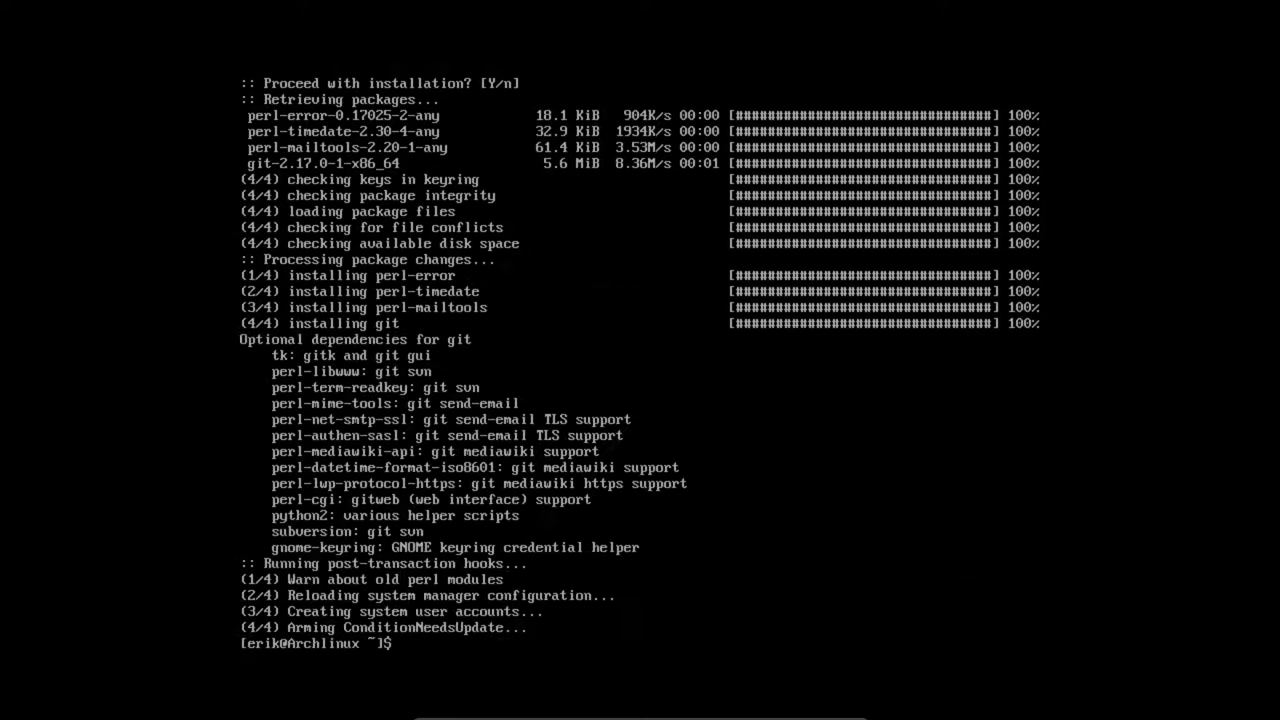 :: Proceed with installation? [Y/n]
:: Retrieving packages...
perl-error-0.17025-2-any 18.1 KiB 904K/s 00:00 [################################] 100%
perl-timedate-2.30-4-any 32.9 KiB 1934K/s 00:00 [################################] 100%
perl-mailtools-2.20-1-any 61.4 KiB 3.53M/s 00:00 [################################] 100%
git-2.17.0-1-x86_64 5.6 MiB 8.36M/s 00:01 [################################] 100%
(4/4) checking keys in keyring [################################] 100%
(4/4) checking package integrity [################################] 100%
(4/4) loading package files [################################] 100%
(4/4) checking for file conflicts [################################] 100%
(4/4) checking available disk space [################################] 100%
:: Processing package changes...
(1/4) installing perl-error [################################] 100%
(2/4) installing perl-timedate [################################] 100%
(3/4) installing perl-mailtools [################################] 100%
(4/4) installing git [################################] 100%
Optional dependencies for git
tk: gitk and git gui
perl-libwww: git svn
perl-term-readkey: git svn
perl-mime-tools: git send-email
perl-net-smtp-ssl: git send-email TLS support
perl-authen-sasl: git send-email TLS support
perl-mediawiki-api: git mediawiki support
perl-datetime-format-iso8601: git mediawiki support
perl-lwp-protocol-https: git mediawiki https support
perl-cgi: gitweb (web interface) support
python2: various helper scripts
subversion: git svn
gnome-keyring: GNOME keyring credential helper
:: Running post-transaction hooks...
(1/4) Warn about old perl modules
(2/4) Reloading system manager configuration...
(3/4) Creating system user accounts...
(4/4) Arming ConditionNeedsUpdate...
[erik@Archlinux ~]$